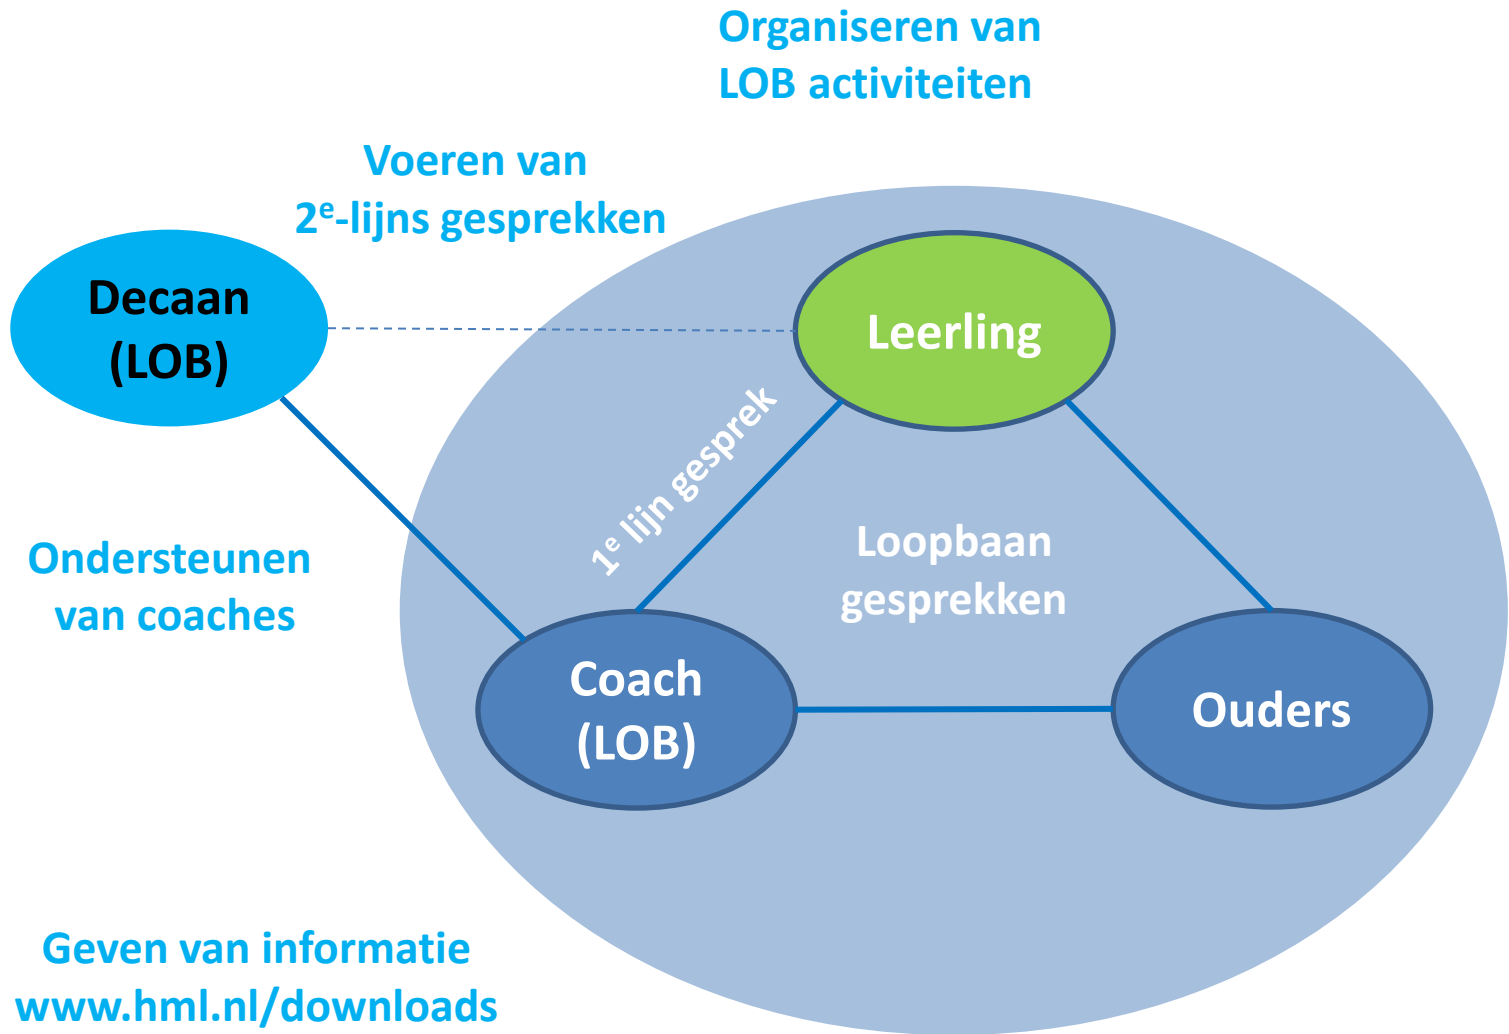 Organiseren van
LOB activiteiten
Voeren van
2e-lijns gesprekken
Decaan
(LOB)
Leerling
1e lijn gesprek
Loopbaan
gesprekken
Ondersteunen
van coaches
Coach
(LOB)
Ouders
Geven van informatie
www.hml.nl/downloads